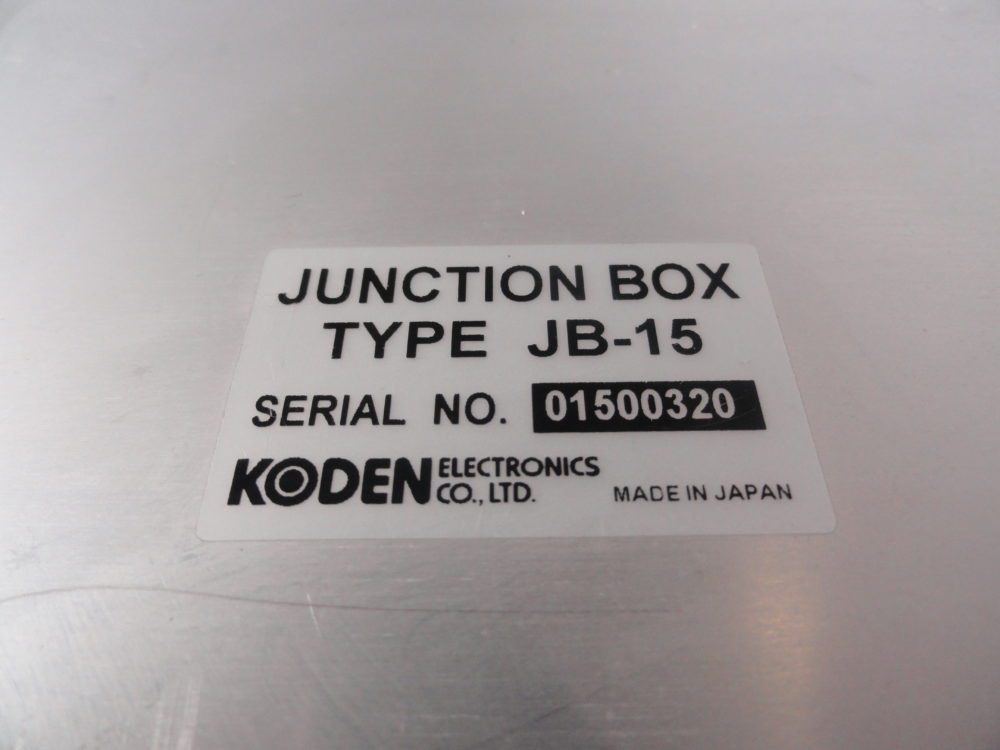 JUNCTION BOX
TYPE JB-15
SERIAL NO. 01500320
KODEN ELECTRONICS CO., LTD.
MADE IN JAPAN